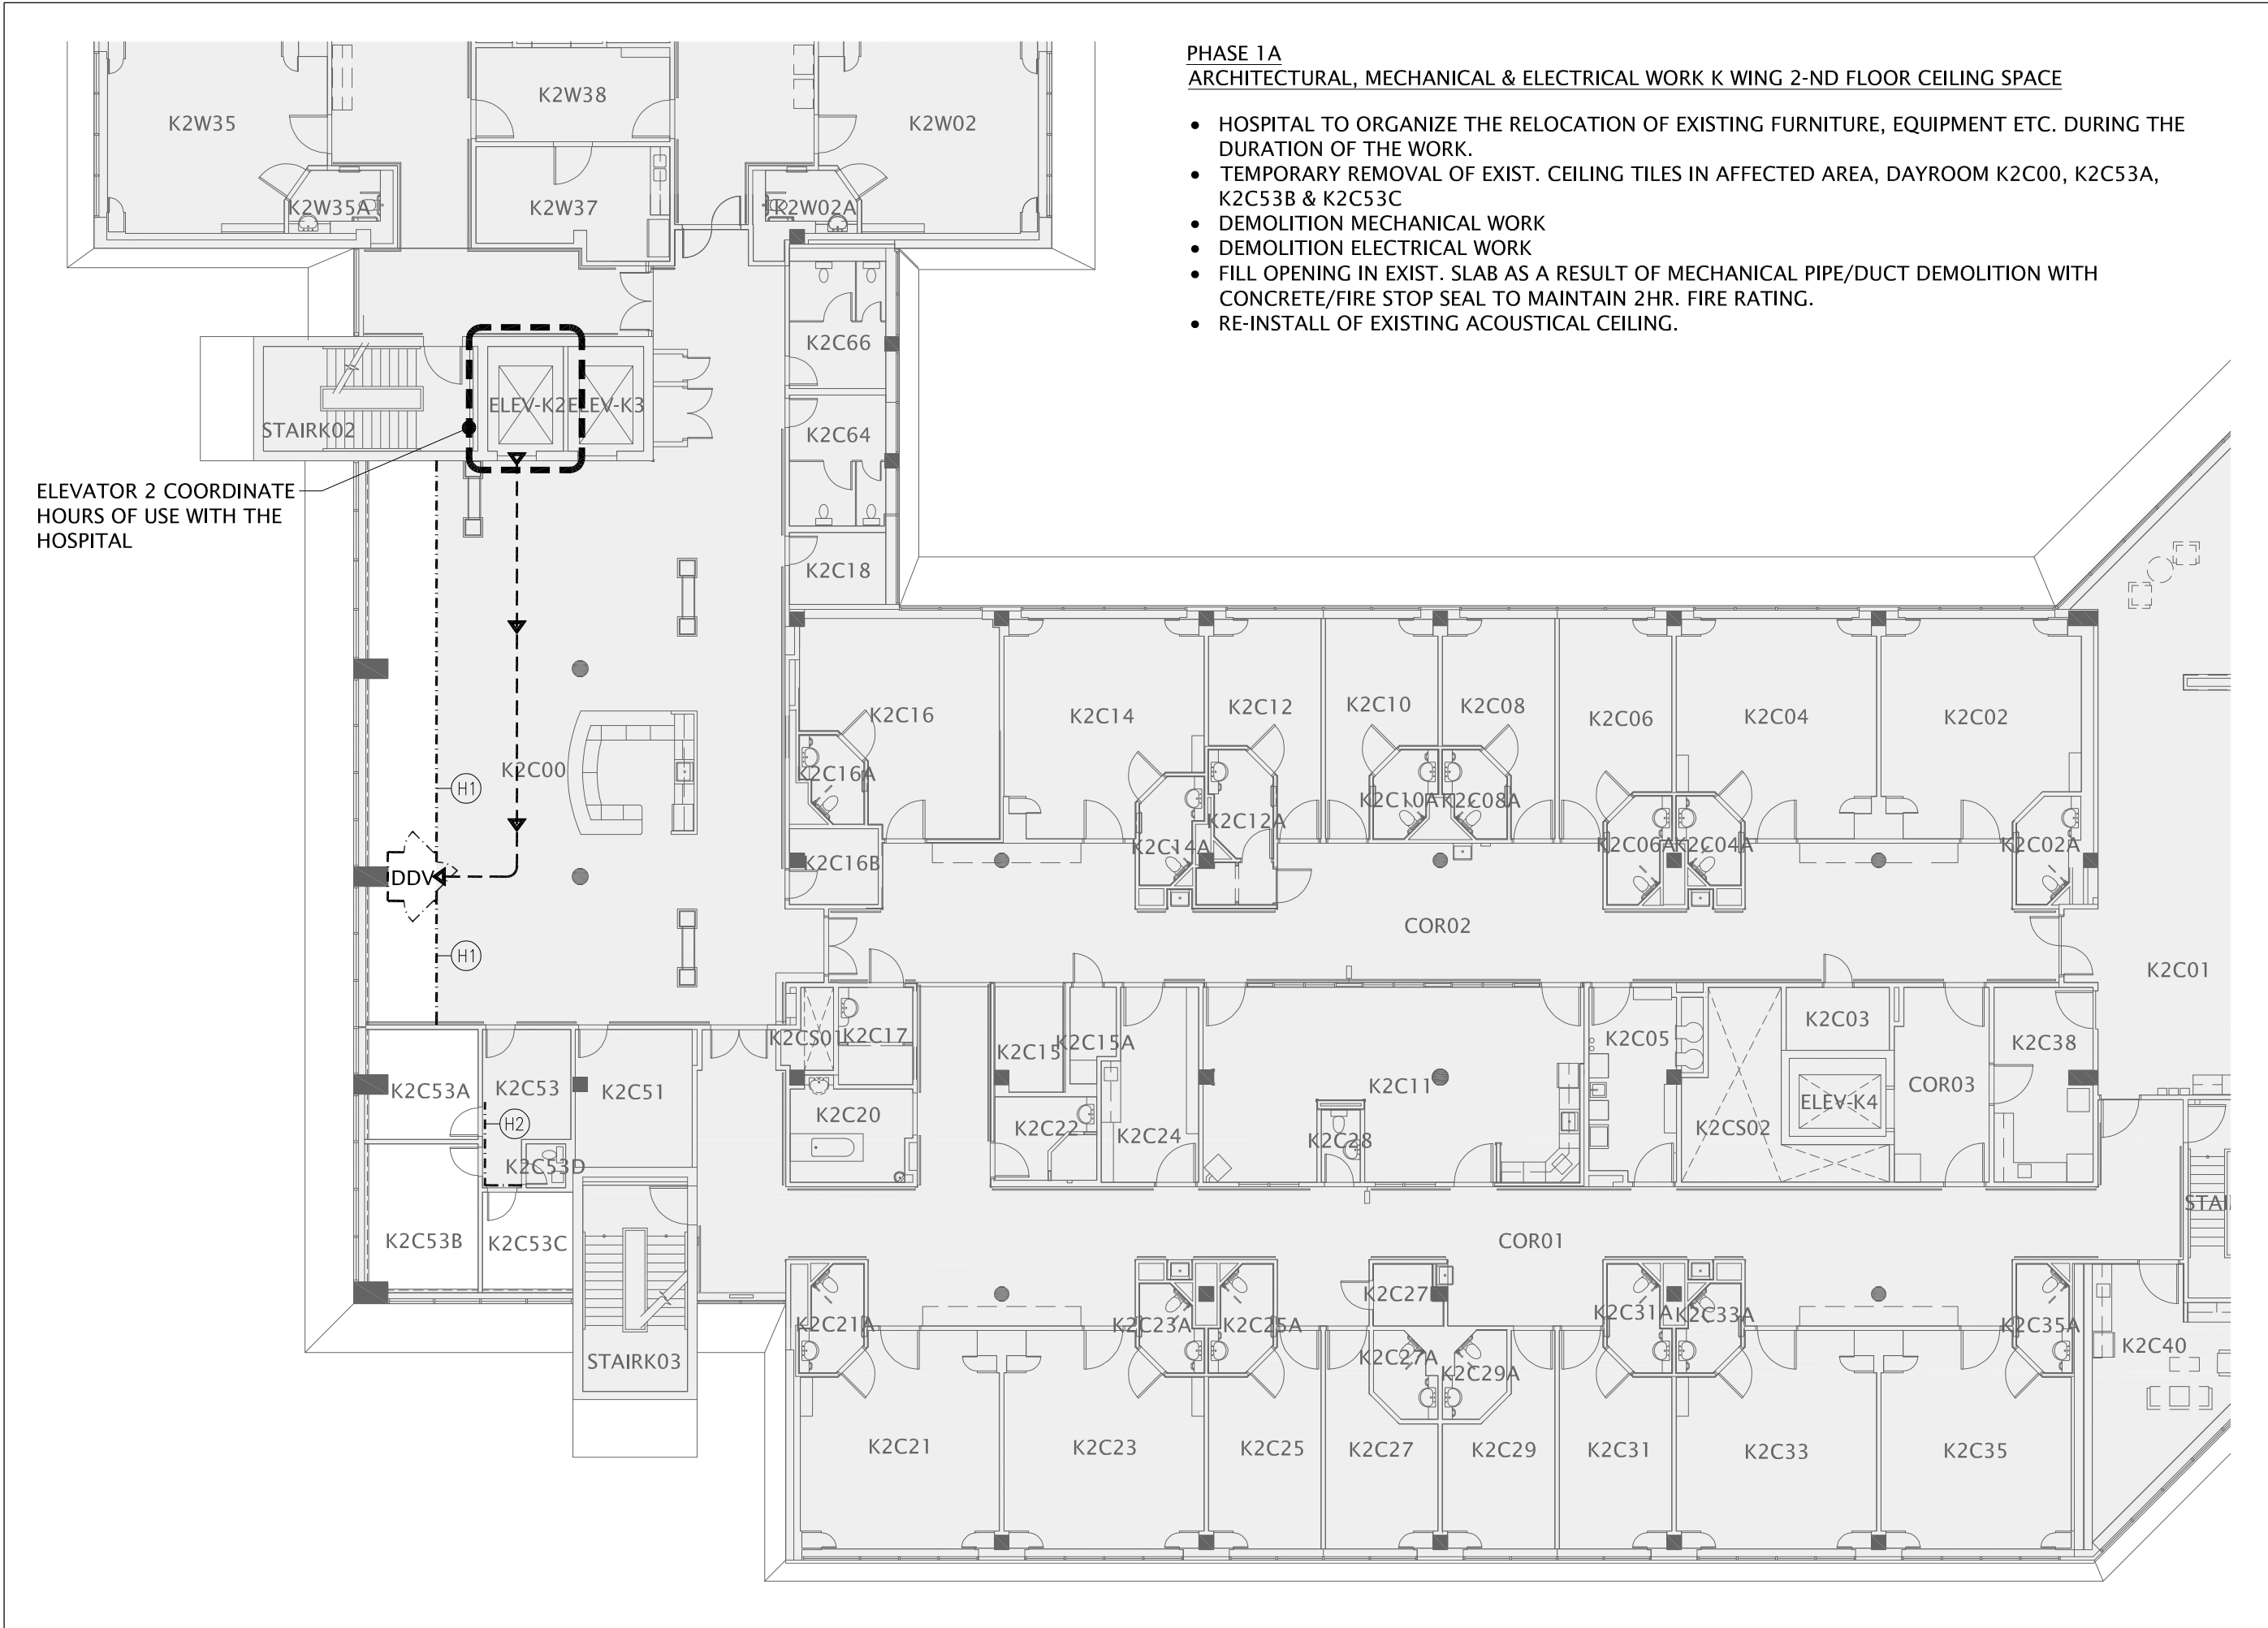 PHASE 1A
ARCHITECTURAL, MECHANICAL & ELECTRICAL WORK K WING 2-ND FLOOR CEILING SPACE
• HOSPITAL TO ORGANIZE THE RELOCATION OF EXISTING FURNITURE, EQUIPMENT ETC. DURING THE
DURATION OF THE WORK.
• TEMPORARY REMOVAL OF EXIST. CEILING TILES IN AFFECTED AREA, DAYROOM K2C00, K2C53A,
K2C53B & K2C53C
• DEMOLITION MECHANICAL WORK
• DEMOLITION ELECTRICAL WORK
• FILL OPENING IN EXIST. SLAB AS A RESULT OF MECHANICAL PIPE/DUCT DEMOLITION WITH
CONCRETE/FIRE STOP SEAL TO MAINTAIN 2HR. FIRE RATING.
• RE-INSTALL OF EXISTING ACOUSTICAL CEILING.
K2W35
K2W38
K2W02
K2W35A
K2W37
K2W02A
K2C66
ELEV-K2
ELEV-K3
STAIRK02
K2C64
ELEVATOR 2 COORDINATE
HOURS OF USE WITH THE
HOSPITAL
K2C18
K2C16
K2C14
K2C12
K2C10
K2C08
K2C06
K2C04
K2C02
K2C00
H1
K2C16A
K2C10A
K2C08A
K2C12A
K2C14A
K2C06A
K2C04A
K2C02A
K2C16B
DDV
COR02
H1
K2C01
K2CS01
K2C17
K2C15
K2C15A
K2C05
K2C03
K2C38
K2C53A
K2C53
K2C51
K2C11
COR03
ELEV-K4
H2
K2C20
K2C22
K2C24
K2C28
K2CS02
K2C53D
STAI
K2C53B
K2C53C
COR01
K2C27
K2C21A
K2C23A
K2C25A
K2C31A
K2C33A
K2C35A
STAIRK03
K2C27A
K2C29A
K2C40
K2C21
K2C23
K2C25
K2C27
K2C29
K2C31
K2C33
K2C35